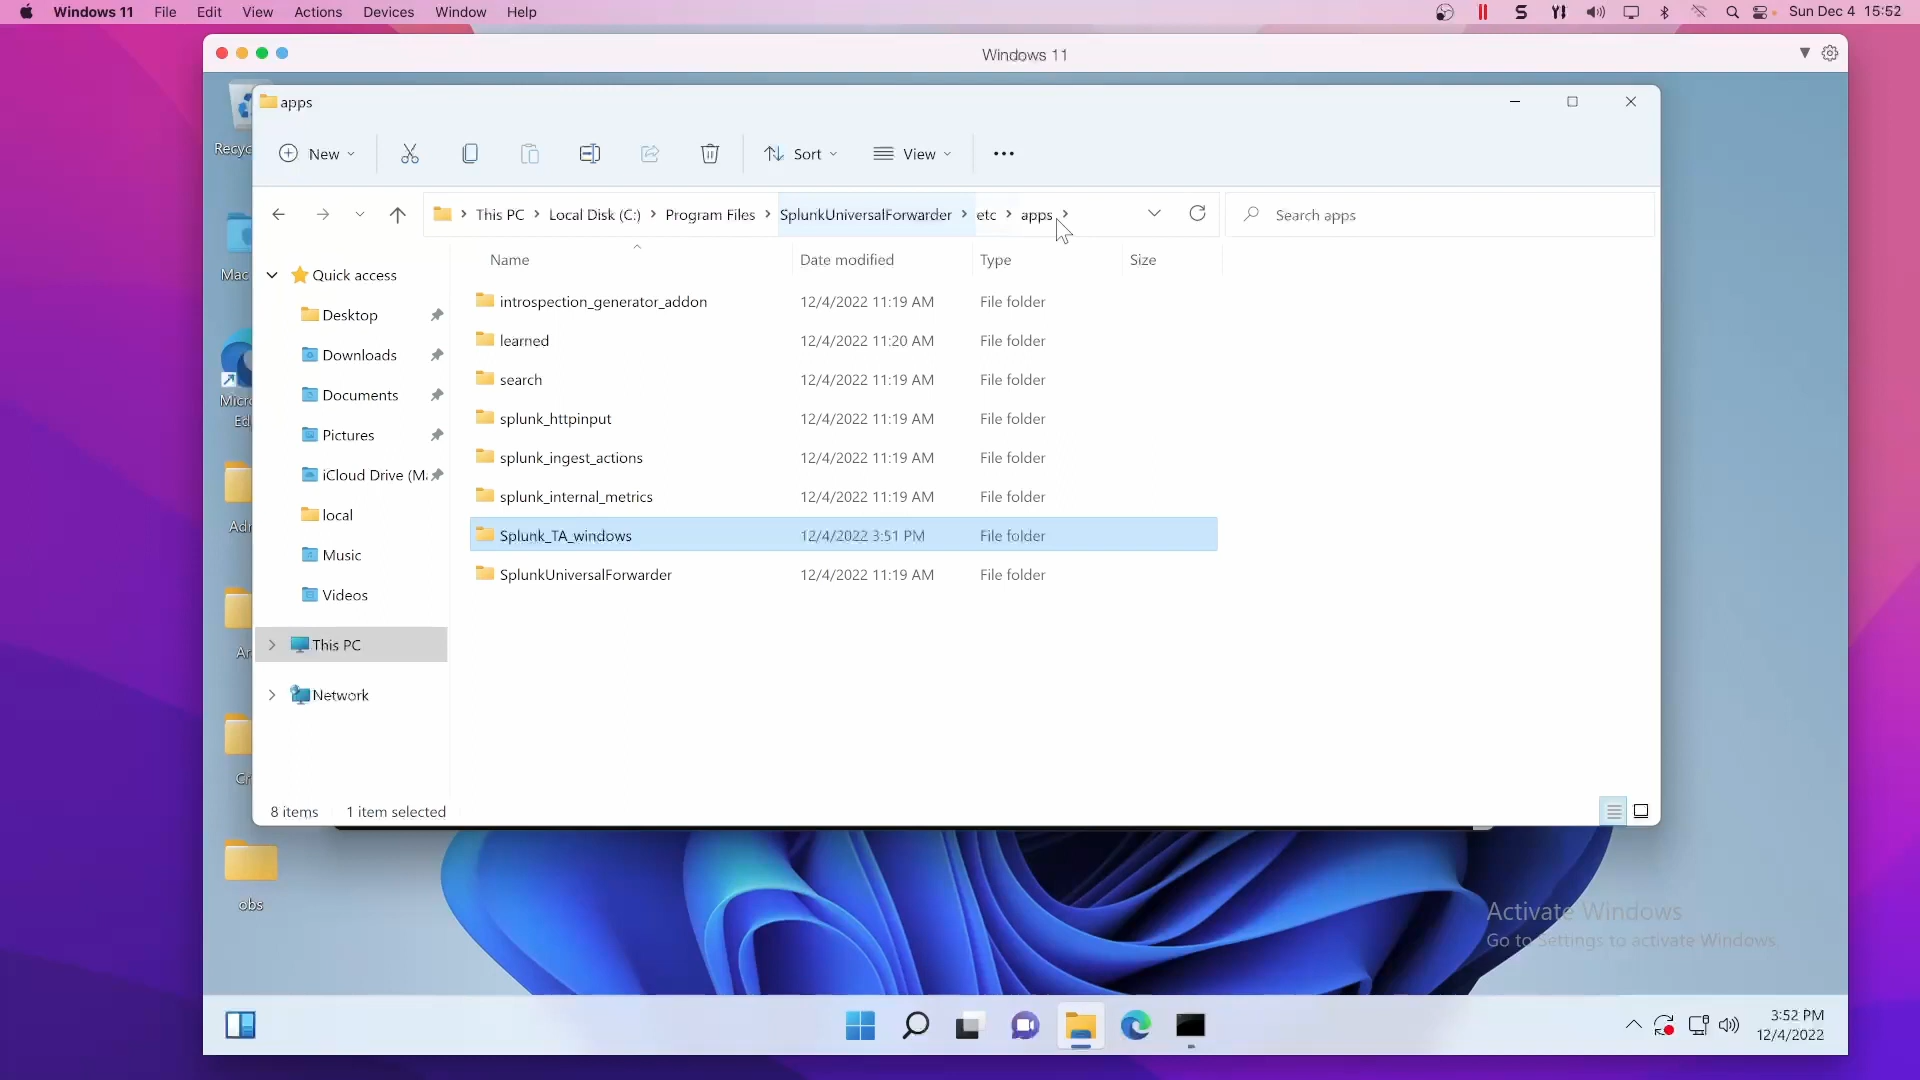 Windows 11 File Edit View Actions Devices Window Help
Sun Dec 4 15:52
Windows 11
apps
New
Sort
View
This PC
Local Disk (C:)
Program Files
SplunkUniversalForwarder
etc
apps
Search apps
Name
Date modified
Type
Size
Quick access
Desktop
Downloads
Documents
Pictures
iCloud Drive (M
local
Music
Videos
This PC
Network
introspection_generator_addon 12/4/2022 11:19 AM File folder
learned 12/4/2022 11:20 AM File folder
search 12/4/2022 11:19 AM File folder
splunk_httpinput 12/4/2022 11:19 AM File folder
splunk_ingest_actions 12/4/2022 11:19 AM File folder
splunk_internal_metrics 12/4/2022 11:19 AM File folder
Splunk_TA_windows 12/4/2022 3:51 PM File folder
SplunkUniversalForwarder 12/4/2022 11:19 AM File folder
8 items
1 item selected
Recyc
Mac
Micr
Ed
Adr
Ar
Cr
obs
Activate Windows
Go to Settings to activate Windows.
3:52 PM
12/4/2022